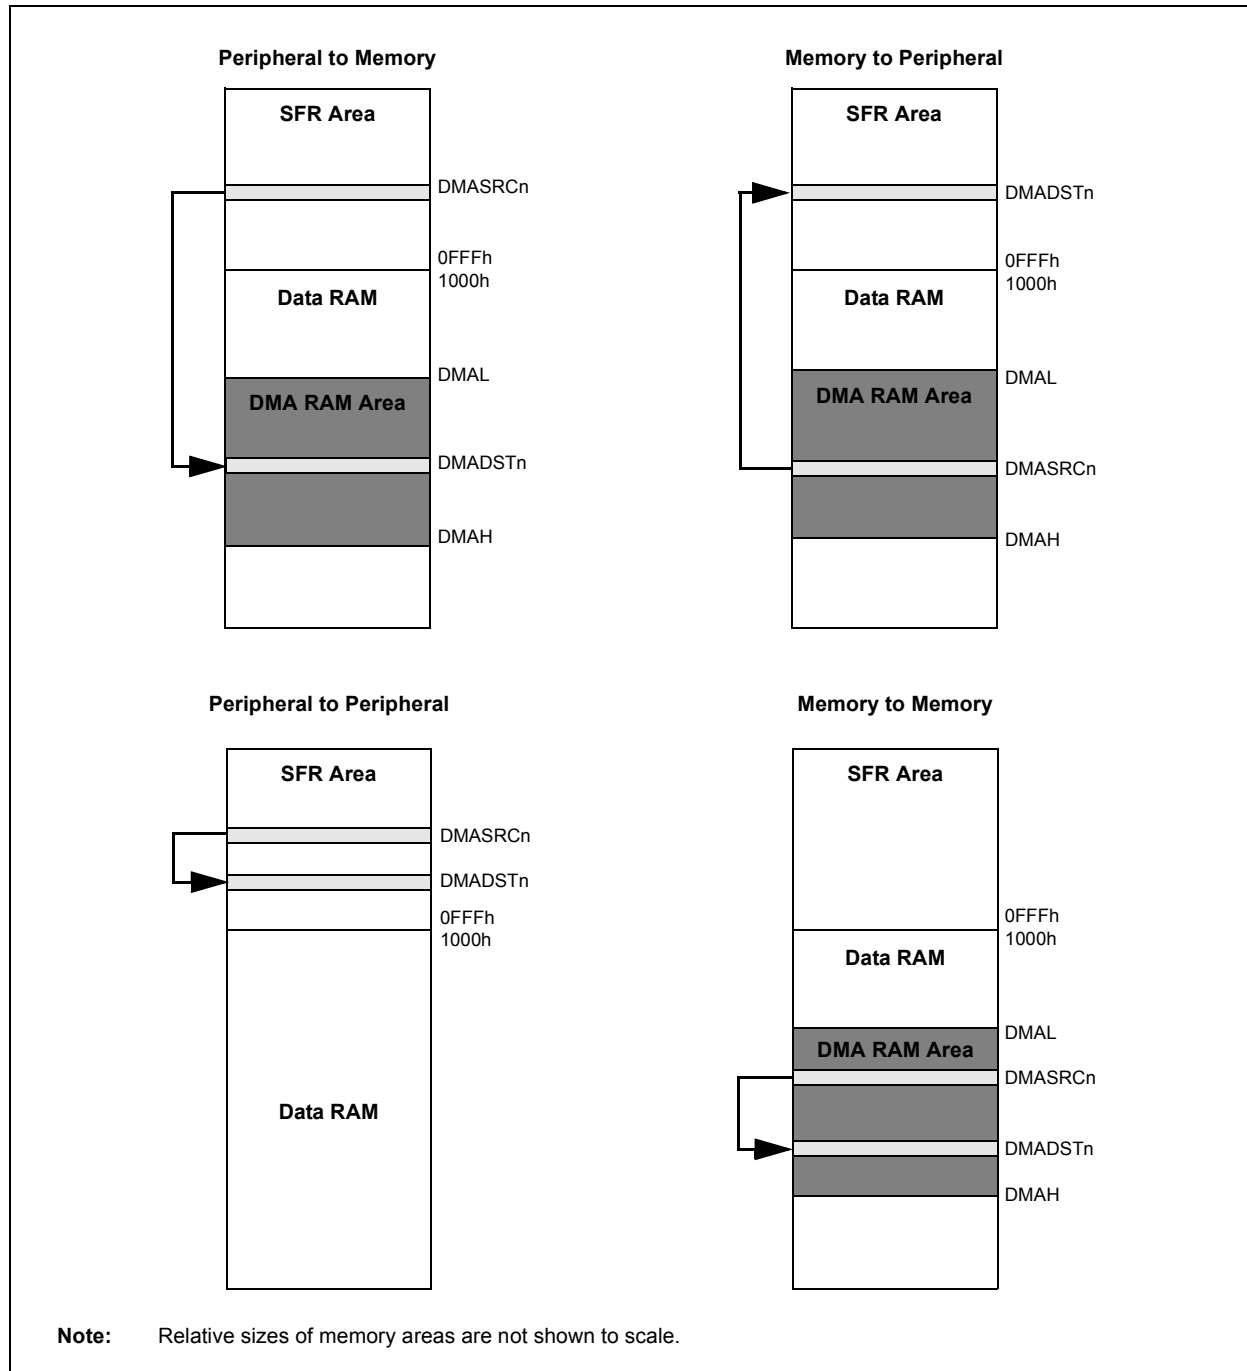 Peripheral to Memory
SFR Area
DMASRCn
0FFFh
1000h
Data RAM
DMAL
DMA RAM Area
DMADSTn
DMAH
Memory to Peripheral
SFR Area
DMADSTn
0FFFh
1000h
Data RAM
DMAL
DMA RAM Area
DMASRCn
DMAH
Peripheral to Peripheral
SFR Area
DMASRCn
DMADSTn
0FFFh
1000h
Data RAM
Memory to Memory
SFR Area
0FFFh
1000h
Data RAM
DMAL
DMA RAM Area
DMASRCn
DMADSTn
DMAH
Note: Relative sizes of memory areas are not shown to scale.